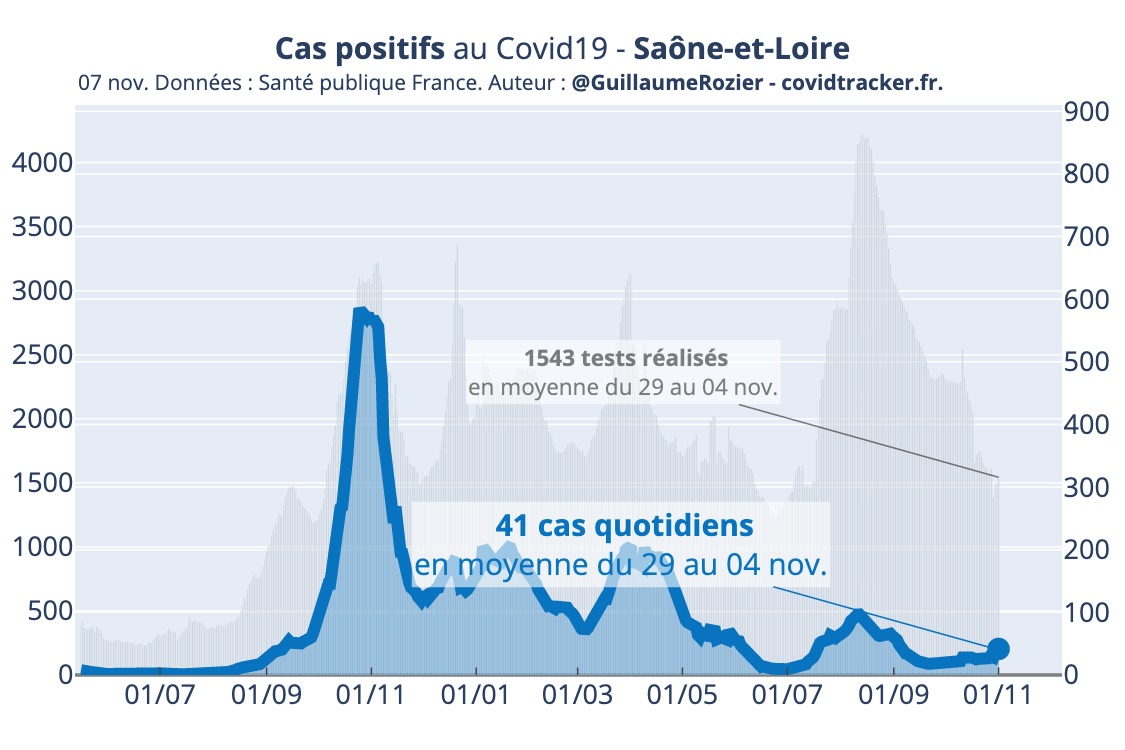 Cas positifs au Covid19 - Saône-et-Loire
07 nov. Données : Santé publique France. Auteur : @GuillaumeRozier - covidtracker.fr.
900
4000
800
3500
700
3000
600
2500
500
1543 tests réalisés
en moyenne du 29 au 04 nov.
2000
400
1500
300
41 cas quotidiens
en moyenne du 29 au 04 nov.
1000
200
500
100
0
0
01/07 01/09 01/11 01/01 01/03 01/05 01/07 01/09 01/11